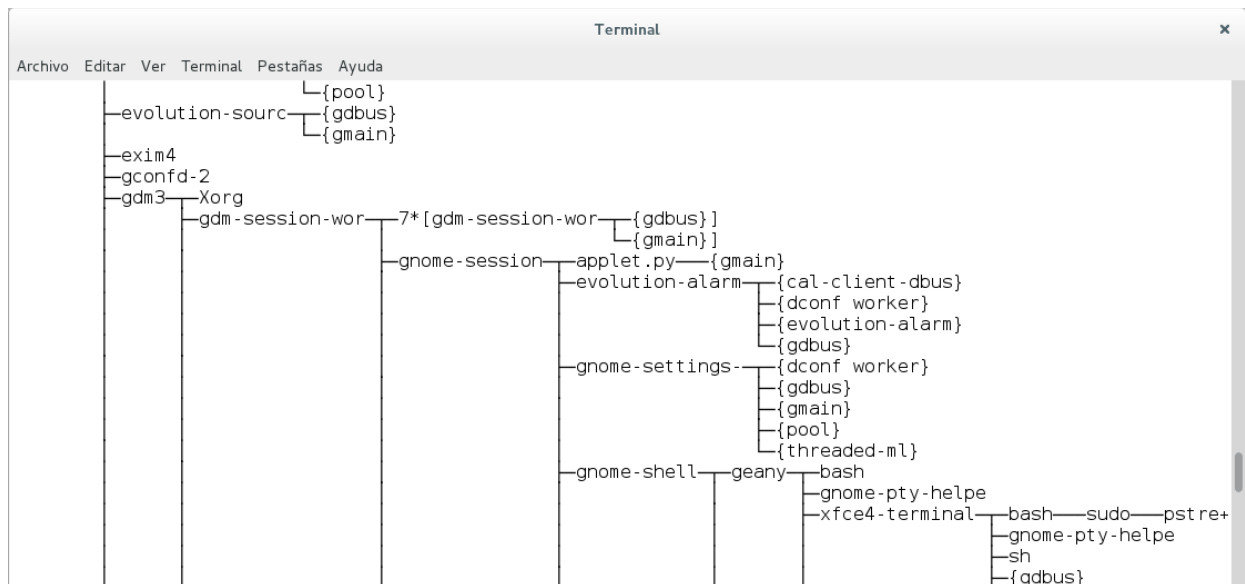 Terminal
Archivo Editar Ver Terminal Pestañas Ayuda
│                   └─{pool}
├─evolution-sourc─┬─{gdbus}
│                 └─{gmain}
├─exim4
├─gconfd-2
├─gdm3─┬─Xorg
├─gdm-session-wor─┬─7*[gdm-session-wor─┬─{gdbus}]
└─{gmain}]
├─gnome-session─┬─applet.py───{gmain}
├─evolution-alarm─┬─{cal-client-dbus}
├─{dconf worker}
├─{evolution-alarm}
└─{gdbus}
├─gnome-settings-─┬─{dconf worker}
├─{gdbus}
├─{gmain}
├─{pool}
└─{threaded-ml}
├─gnome-shell─┬─geany─┬─bash
├─gnome-pty-helpe
├─xfce4-terminal─┬─bash───sudo───pstre+
├─gnome-pty-helpe
├─sh
├─{gdbus}